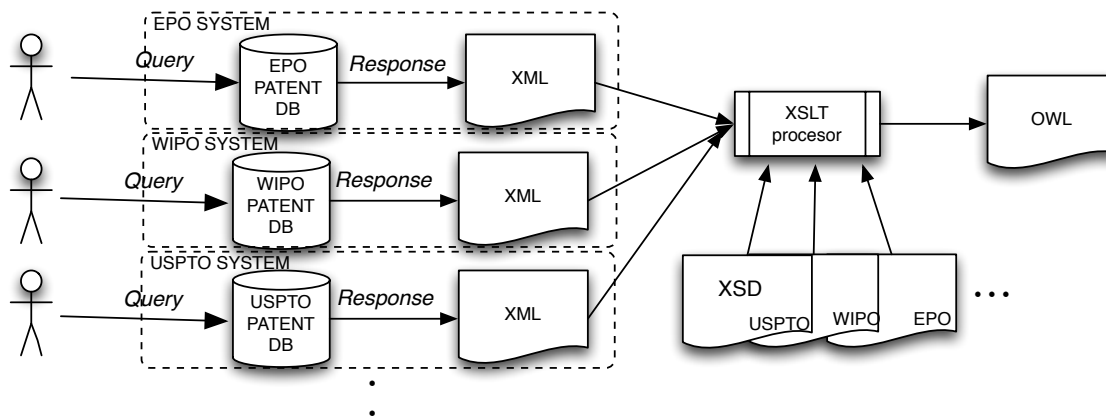 EPO SYSTEM
Query
EPO
PATENT
DB
Response
XML
WIPO SYSTEM
Query
WIPO
PATENT
DB
Response
XML
USPTO SYSTEM
Query
USPTO
PATENT
DB
Response
XML
XSLT
procesor
OWL
XSD
USPTO
WIPO
EPO